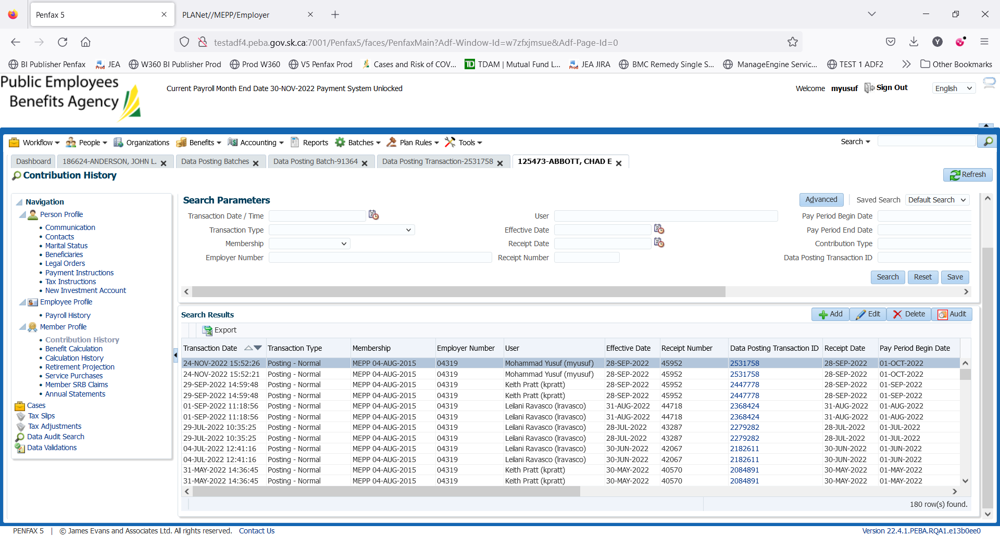 Penfax 5
PLANet//MEPP/Employer
testadf4.peba.gov.sk.ca:7001/Penfax5/faces/PenfaxMain?Adf-Window-Id=w7zfxjmsue&Adf-Page-Id=0
BI Publisher Penfax JEA W360 BI Publisher Prod Prod W360 V5 Penfax Prod Cases and Risk of COV... TDAM | Mutual Fund L... JEA JIRA BMC Remedy Single S... ManageEngine Servic... TEST 1 ADF2 Other Bookmarks
Public Employees
Benefits Agency
Current Payroll Month End Date 30-NOV-2022 Payment System Unlocked
Welcome myusuf Sign Out English
Workflow People Organizations Benefits Accounting Reports Batches Plan Rules Tools Search
Dashboard 186624-ANDERSON, JOHN L. Data Posting Batches Data Posting Batch-91364 Data Posting Transaction-2531758 125473-ABBOTT, CHAD E
Contribution History
Refresh
Navigation
Person Profile
Communication
Contacts
Marital Status
Beneficiaries
Legal Orders
Payment Instructions
Tax Instructions
New Investment Account
Employee Profile
Payroll History
Member Profile
Contribution History
Benefit Calculation
Calculation History
Retirement Projection
Service Purchases
Member SRB Claims
Annual Statements
Cases
Tax Slips
Tax Adjustments
Data Audit Search
Data Validations
Search Parameters
Advanced Saved Search Default Search
Transaction Date / Time User Pay Period Begin Date
Transaction Type Effective Date Pay Period End Date
Membership Receipt Date Contribution Type
Employer Number Receipt Number Data Posting Transaction ID
Search Reset Save
Search Results
Add Edit Delete Audit
Export
Transaction Date Transaction Type Membership Employer Number User Effective Date Receipt Number Data Posting Transaction ID Receipt Date Pay Period Begin Date
24-NOV-2022 15:52:26 Posting - Normal MEPP 04-AUG-2015 04319 Mohammad Yusuf (myusuf) 28-SEP-2022 45952 2531758 28-SEP-2022 01-OCT-2022
24-NOV-2022 15:52:21 Posting - Normal MEPP 04-AUG-2015 04319 Mohammad Yusuf (myusuf) 28-SEP-2022 45952 2531758 28-SEP-2022 01-OCT-2022
29-SEP-2022 14:59:48 Posting - Normal MEPP 04-AUG-2015 04319 Keith Pratt (kpratt) 28-SEP-2022 45952 2447778 28-SEP-2022 01-SEP-2022
29-SEP-2022 14:59:48 Posting - Normal MEPP 04-AUG-2015 04319 Keith Pratt (kpratt) 28-SEP-2022 45952 2447778 28-SEP-2022 01-SEP-2022
01-SEP-2022 11:18:56 Posting - Normal MEPP 04-AUG-2015 04319 Leilani Ravasco (lravasco) 31-AUG-2022 44718 2368424 31-AUG-2022 01-AUG-2022
01-SEP-2022 11:18:56 Posting - Normal MEPP 04-AUG-2015 04319 Leilani Ravasco (lravasco) 31-AUG-2022 44718 2368424 31-AUG-2022 01-AUG-2022
29-JUL-2022 10:35:25 Posting - Normal MEPP 04-AUG-2015 04319 Leilani Ravasco (lravasco) 28-JUL-2022 43287 2279282 28-JUL-2022 01-JUL-2022
29-JUL-2022 10:35:25 Posting - Normal MEPP 04-AUG-2015 04319 Leilani Ravasco (lravasco) 28-JUL-2022 43287 2279282 28-JUL-2022 01-JUL-2022
04-JUL-2022 12:41:16 Posting - Normal MEPP 04-AUG-2015 04319 Leilani Ravasco (lravasco) 30-JUN-2022 42067 2182611 30-JUN-2022 01-JUN-2022
04-JUL-2022 12:41:16 Posting - Normal MEPP 04-AUG-2015 04319 Leilani Ravasco (lravasco) 30-JUN-2022 42067 2182611 30-JUN-2022 01-JUN-2022
31-MAY-2022 14:36:45 Posting - Normal MEPP 04-AUG-2015 04319 Keith Pratt (kpratt) 30-MAY-2022 40570 2084891 30-MAY-2022 01-MAY-2022
31-MAY-2022 14:36:45 Posting - Normal MEPP 04-AUG-2015 04319 Keith Pratt (kpratt) 30-MAY-2022 40570 2084891 30-MAY-2022 01-MAY-2022
180 row(s) found.
PENFAX 5 | © James Evans and Associates Ltd. All rights reserved. Contact Us Version 22.4.1.PEBA.RQA1.e13b0ee0